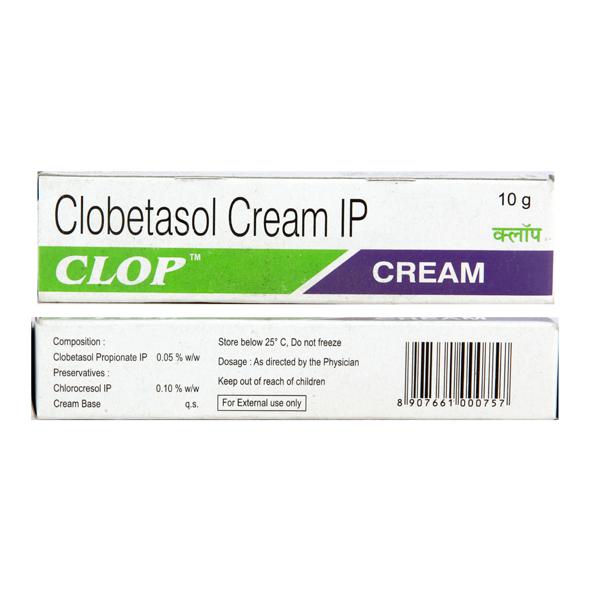 Clobetasol Cream IP
10 g
क्लॉप
CLOP™
CREAM
Composition :
Clobetasol Propionate IP 0.05 % w/w
Preservatives :
Chlorocresol IP 0.10 % w/w
Cream Base q.s.
Store below 25° C, Do not freeze
Dosage : As directed by the Physician
Keep out of reach of children
For External use only
8 907661 000757